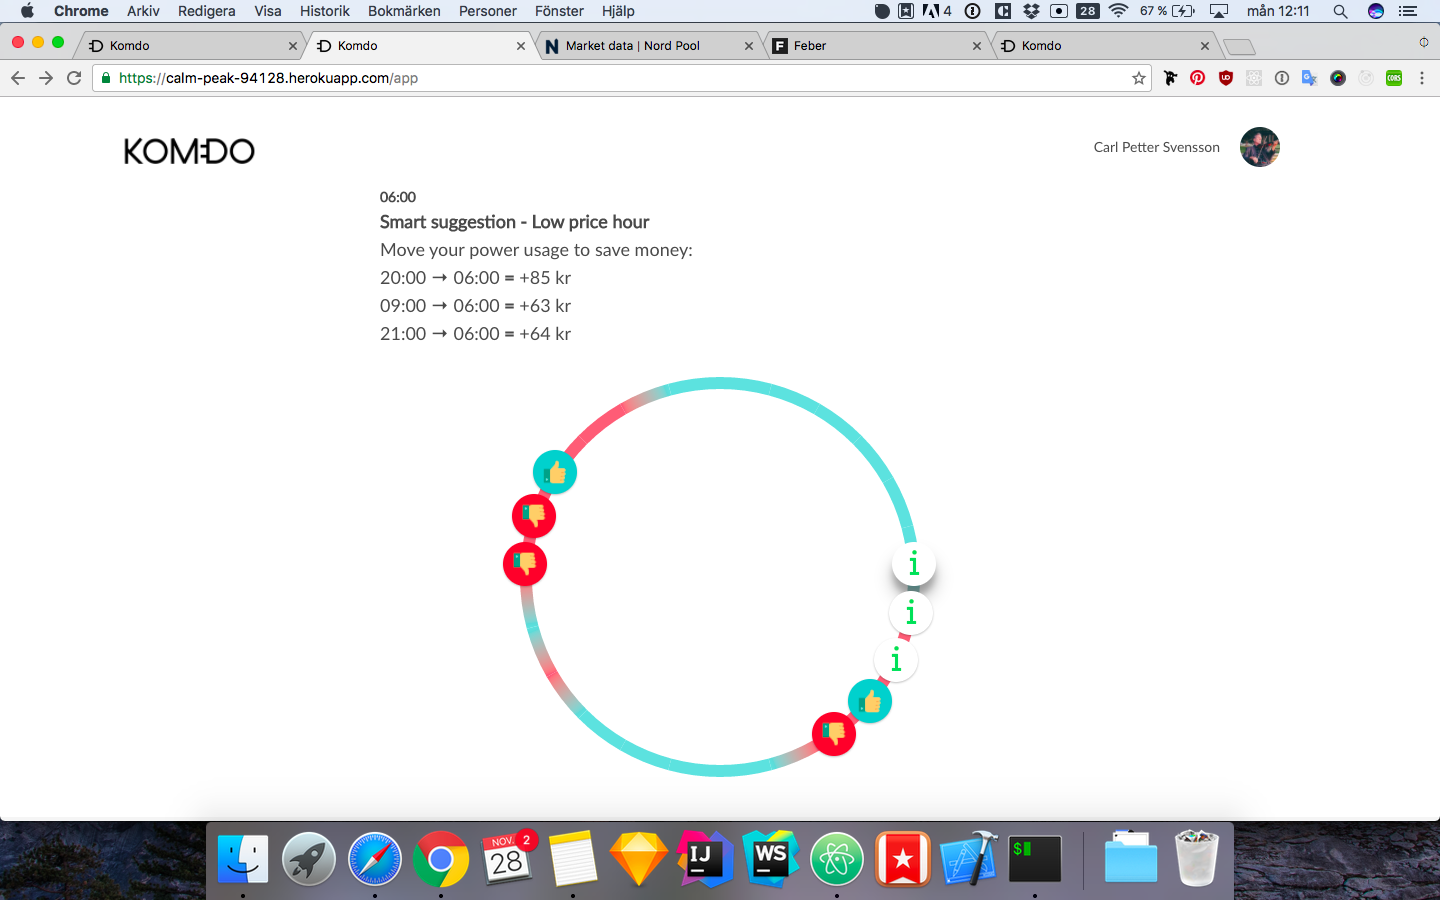 Chrome Arkiv Redigera Visa Historik Bokmärken Personer Fönster Hjälp 4 28 67 % mån 12:11
Komdo Komdo Market data | Nord Pool Feber Komdo
https://calm-peak-94128.herokuapp.com/app
KOM:DO
Carl Petter Svensson
06:00
Smart suggestion - Low price hour
Move your power usage to save money:
20:00 → 06:00 = +85 kr
09:00 → 06:00 = +63 kr
21:00 → 06:00 = +64 kr
i
i
i
NOV. 2
28
IJ
WS
$